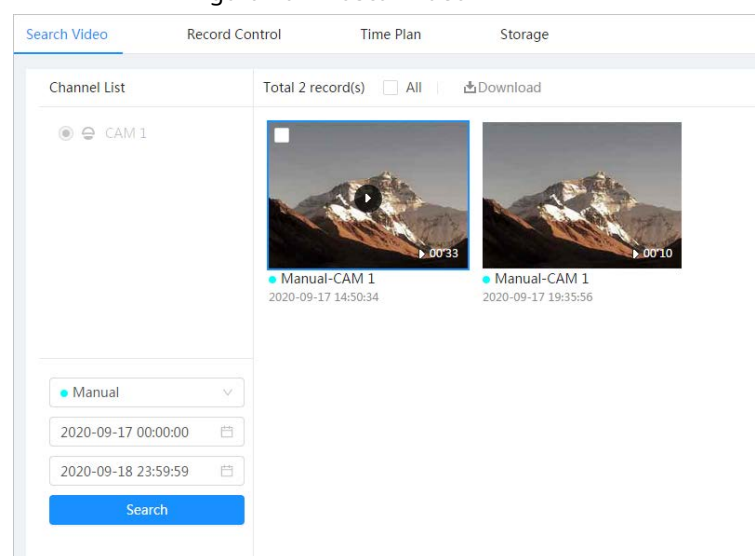 Search Video Record Control Time Plan Storage
Channel List
CAM 1
Total 2 record(s) All Download
00:33
00:10
Manual-CAM 1
2020-09-17 14:50:34
Manual-CAM 1
2020-09-17 19:35:56
Manual
2020-09-17 00:00:00
2020-09-18 23:59:59
Search